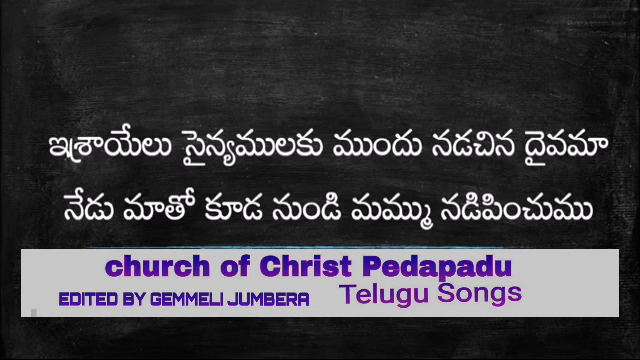 ఇశ్రాయేలు సైన్యములకు ముందు నడచిన దైవమా
నేడు మాతో కూడ నుండి మమ్ము నడిపించుము
church of Christ Pedapadu
EDITED BY GEMMELI JUMBERA Telugu Songs